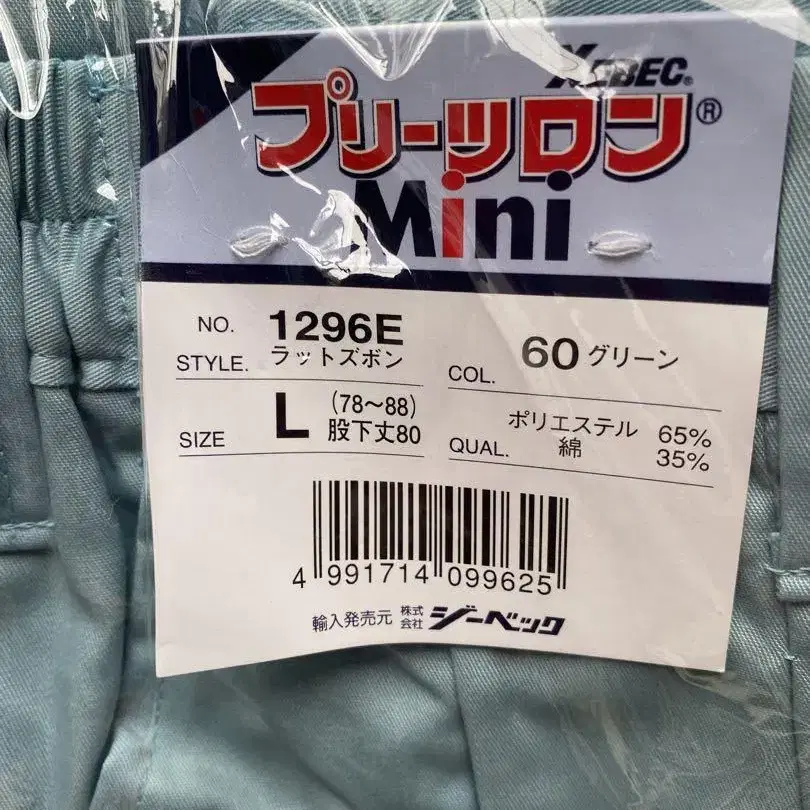 XEBEC®
プリーツロン®
Mini
NO. 1296E
STYLE. ラットズボン
COL. 60 グリーン
SIZE L (78〜88)
股下丈80
QUAL. ポリエステル 65%
綿 35%
4 991714 099625
輸入発売元 株式会社 ジーベック